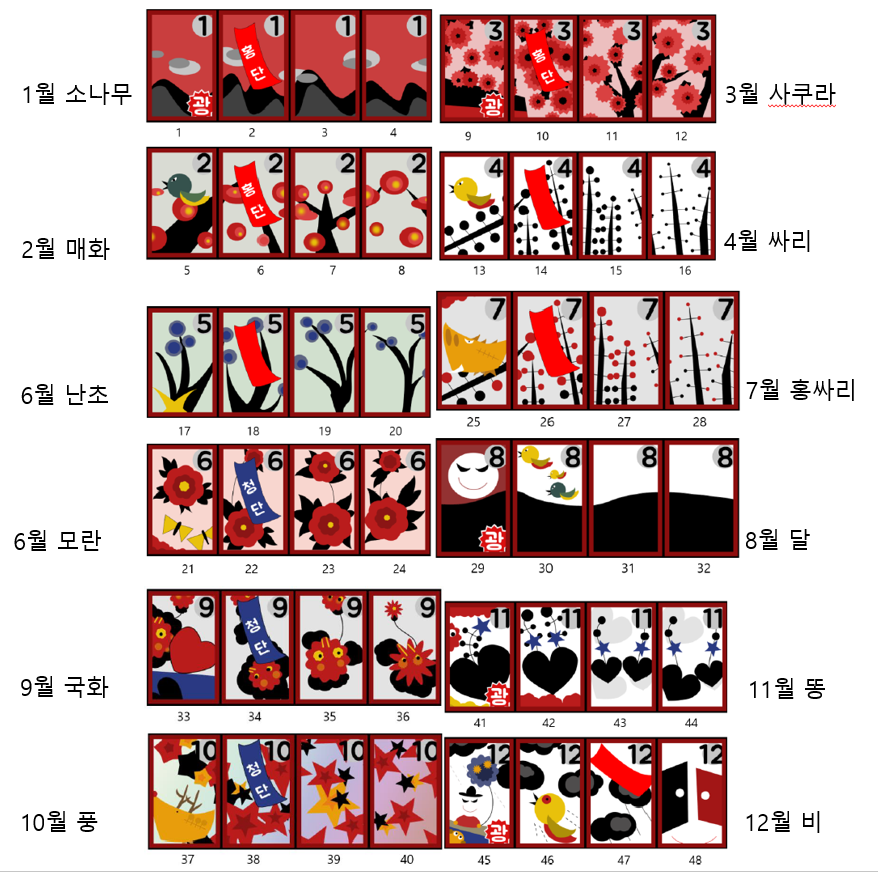 1 1 1 1
홍단
광
1월 소나무
1 2 3 4
3 3 3 3
홍단
광
3월 사쿠라
9 10 11 12
2 2 2 2
홍단
2월 매화
5 6 7 8
4 4 4 4
4월 싸리
13 14 15 16
5 5 5 5
6월 난초
17 18 19 20
7 7 7 7
7월 홍싸리
25 26 27 28
6 6 6 6
청단
6월 모란
21 22 23 24
8 8 8 8
광
8월 달
29 30 31 32
9 9 9 9
청단
9월 국화
33 34 35 36
11 11 11 11
광
11월 똥
41 42 43 44
10 10 10 10
청단
10월 풍
37 38 39 40
12 12 12 12
광
12월 비
45 46 47 48